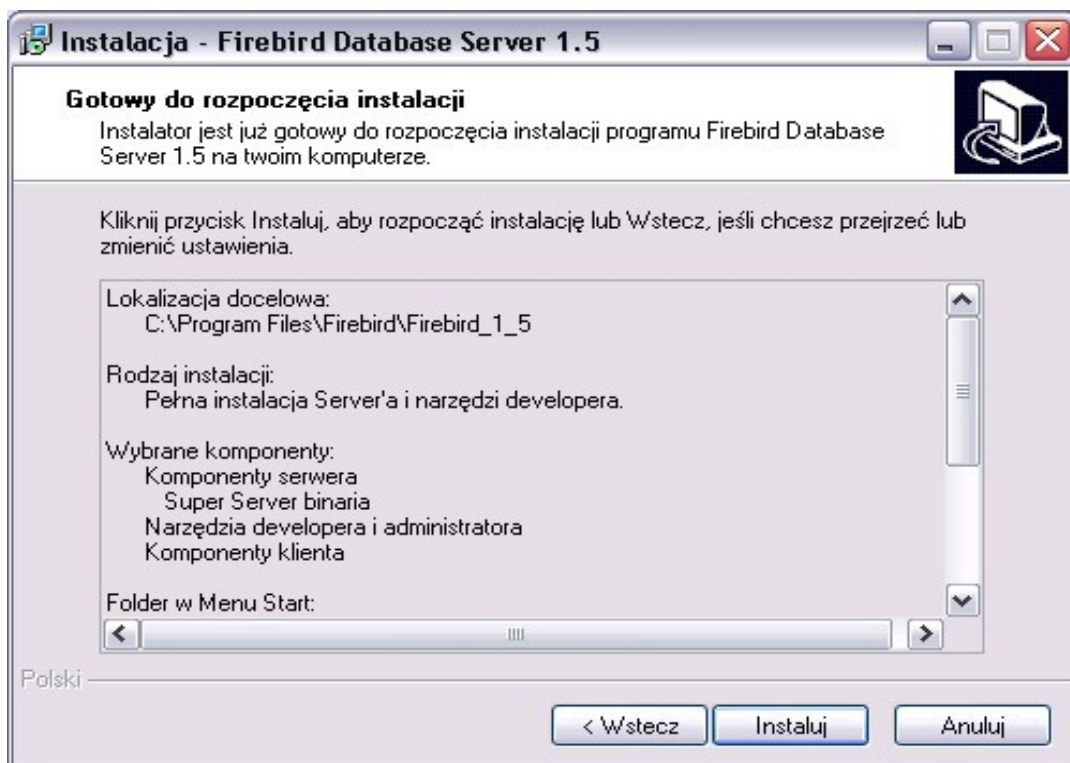 Instalacja - Firebird Database Server 1.5
Gotowy do rozpoczęcia instalacji
Instalator jest już gotowy do rozpoczęcia instalacji programu Firebird Database
Server 1.5 na twoim komputerze.
Kliknij przycisk Instaluj, aby rozpocząć instalację lub Wstecz, jeśli chcesz przejrzeć lub
zmienić ustawienia.
Lokalizacja docelowa:
C:\Program Files\Firebird\Firebird_1_5
Rodzaj instalacji:
Pełna instalacja Server'a i narzędzi developera.
Wybrane komponenty:
Komponenty serwera
Super Server binaria
Narzędzia developera i administratora
Komponenty klienta
Folder w Menu Start:
Polski
< Wstecz
Instaluj
Anuluj